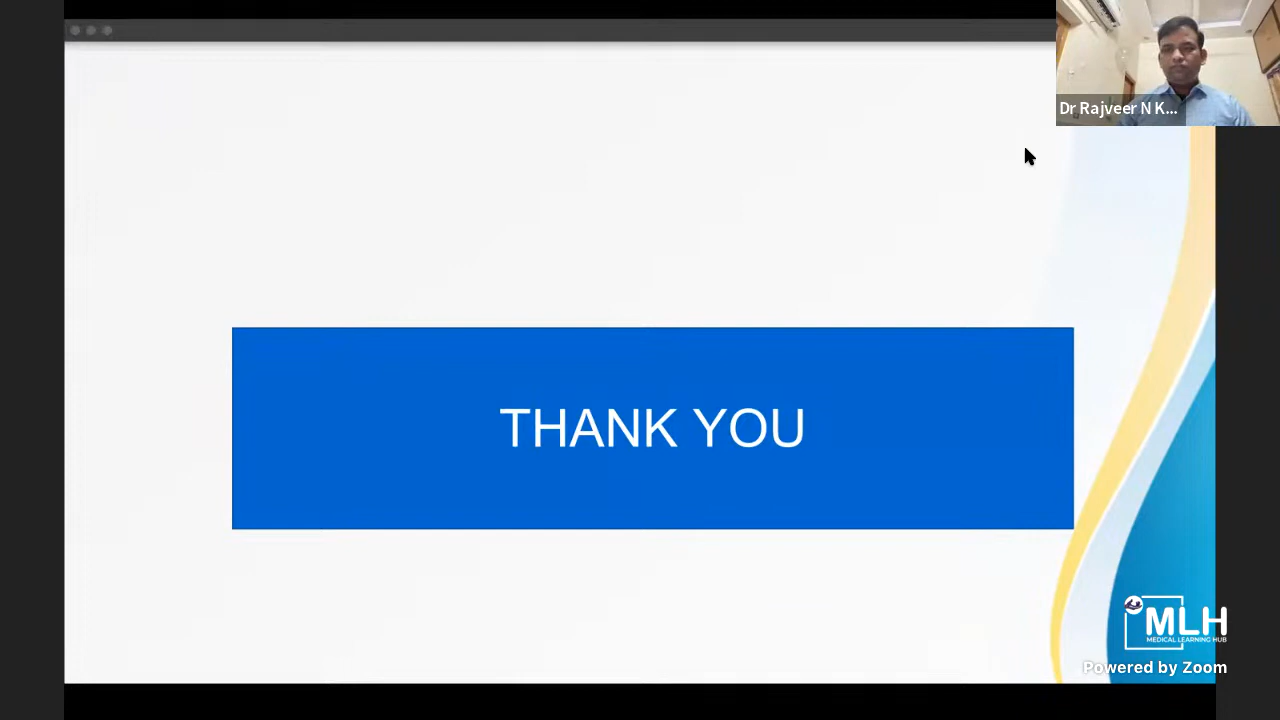 Dr Rajveer N K...
THANK YOU
MLH
MEDICAL LEARNING HUB
Powered by Zoom